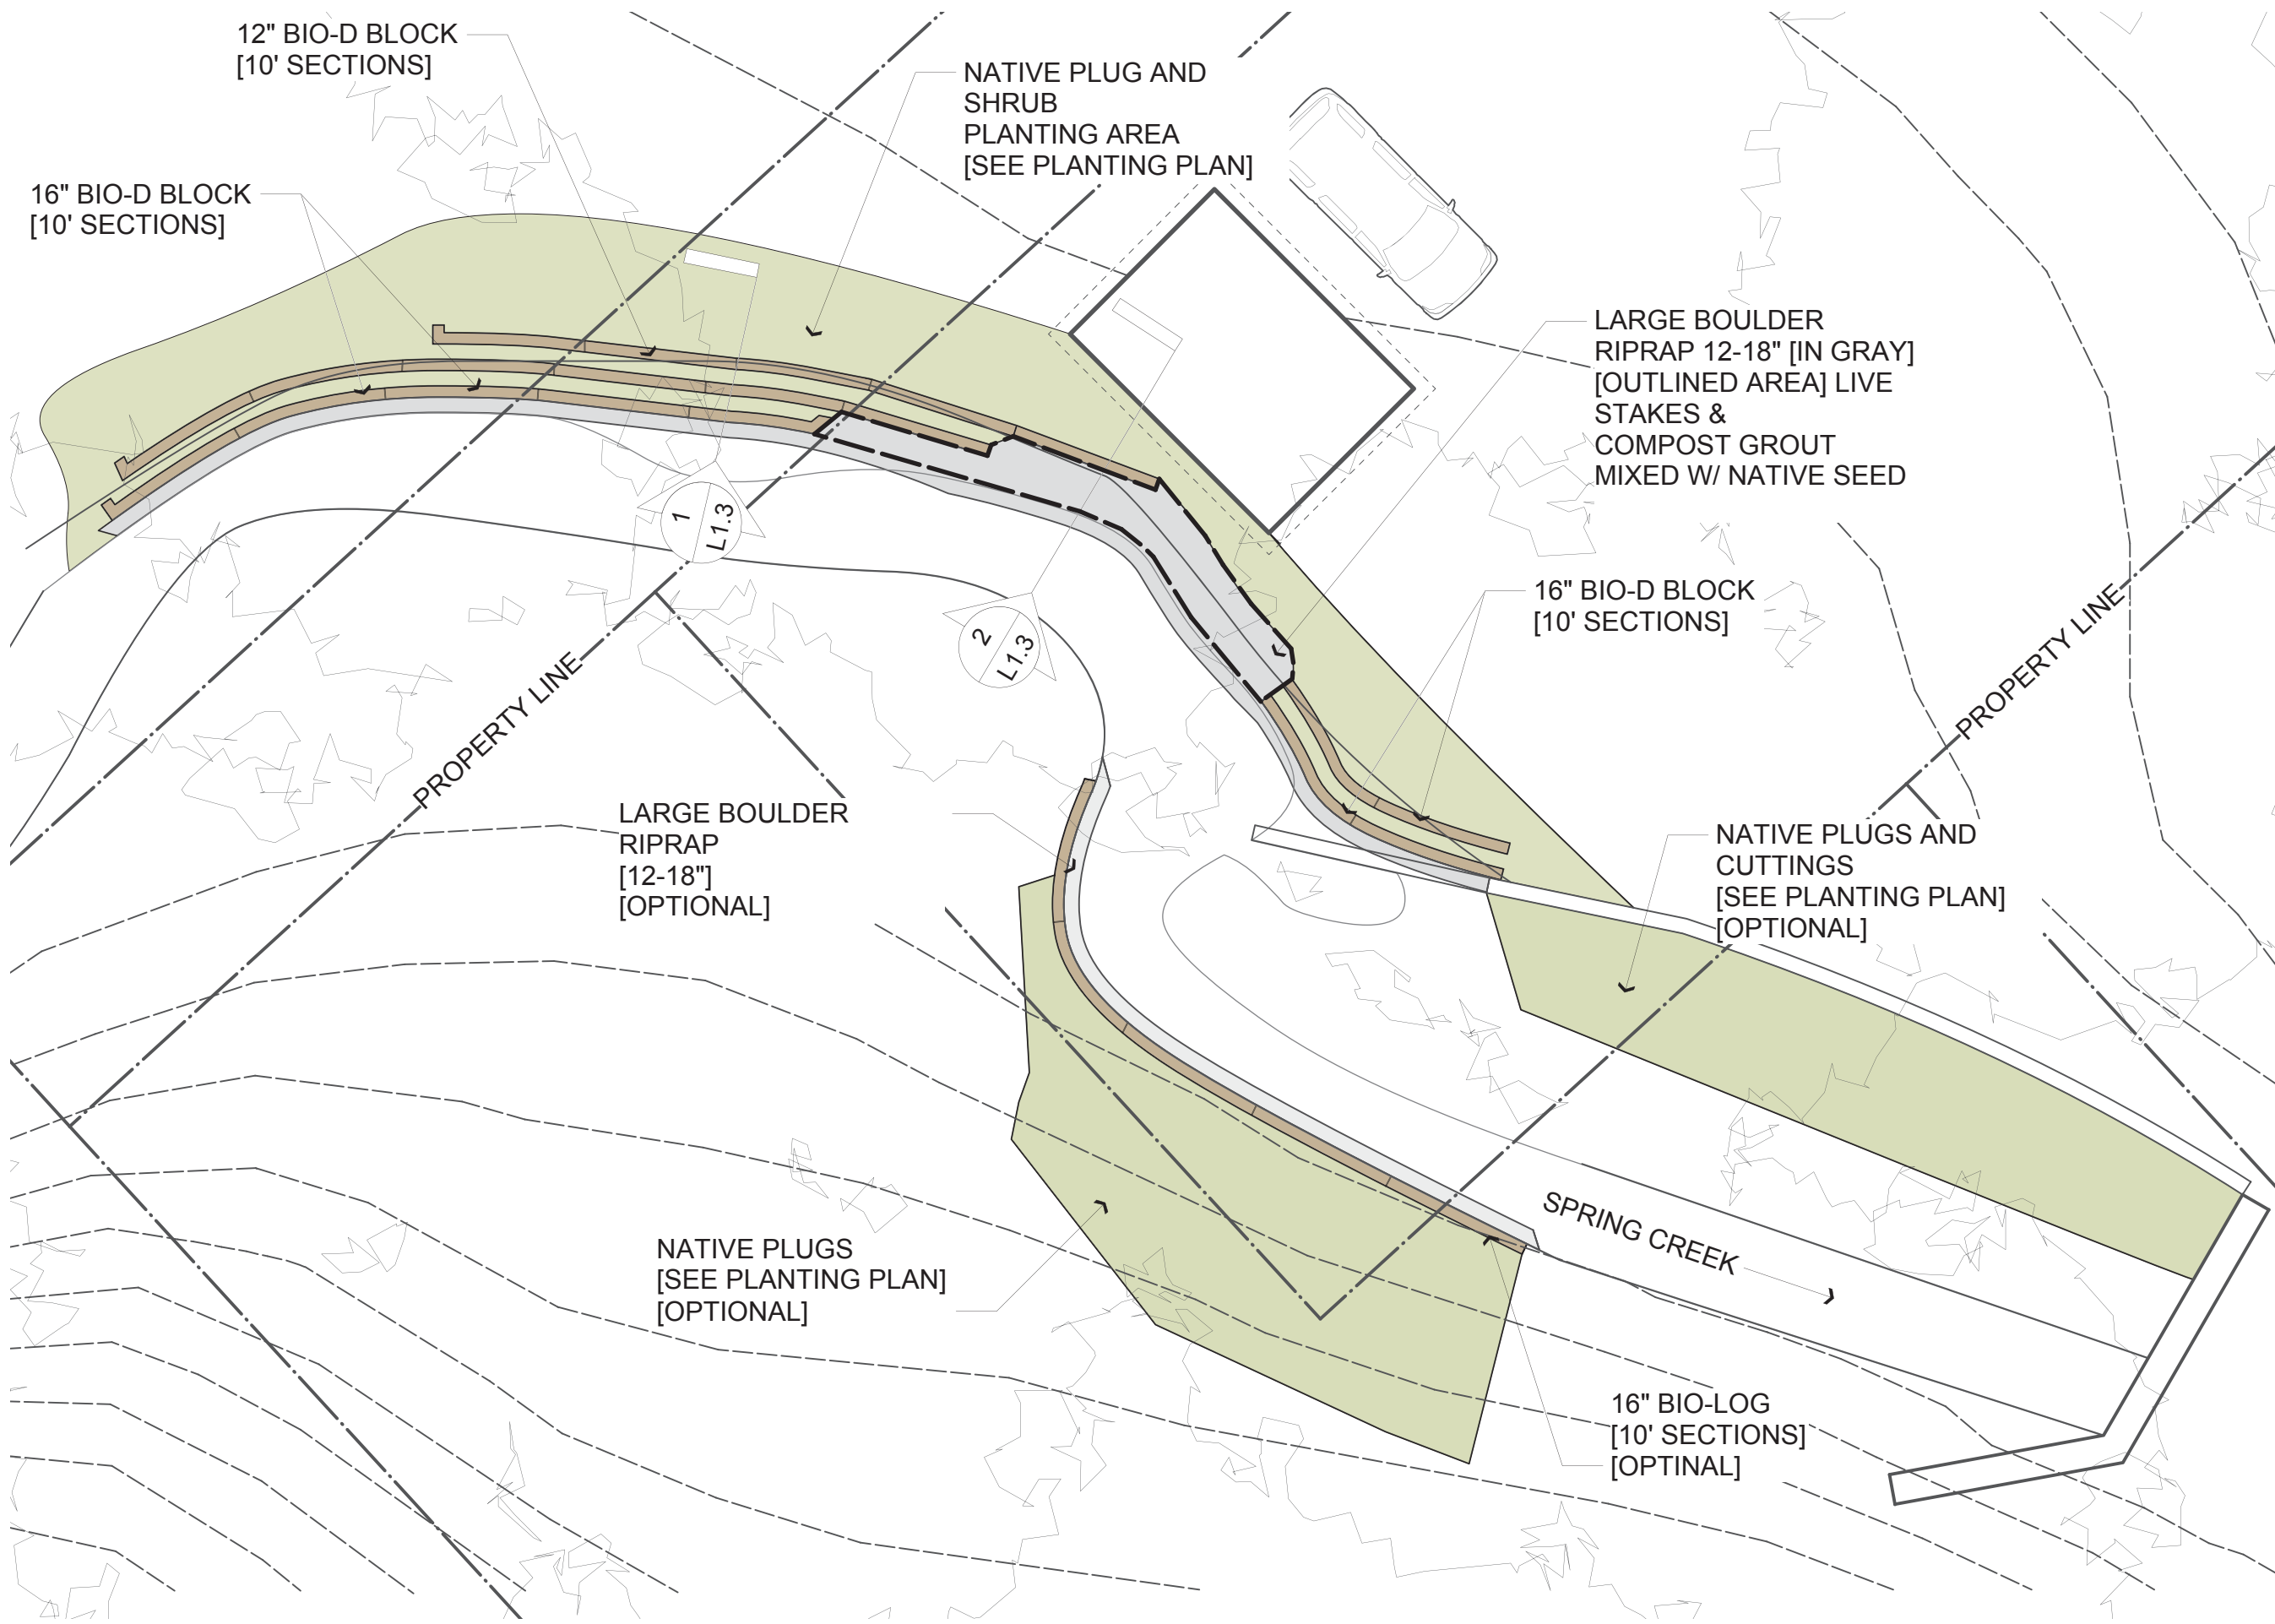 12" BIO-D BLOCK
[10' SECTIONS]
NATIVE PLUG AND
SHRUB
PLANTING AREA
[SEE PLANTING PLAN]
16" BIO-D BLOCK
[10' SECTIONS]
LARGE BOULDER
RIPRAP 12-18" [IN GRAY]
[OUTLINED AREA] LIVE
STAKES &
COMPOST GROUT
MIXED W/ NATIVE SEED
1
L1.3
2
L1.3
16" BIO-D BLOCK
[10' SECTIONS]
PROPERTY LINE
PROPERTY LINE
LARGE BOULDER
RIPRAP
[12-18"]
[OPTIONAL]
NATIVE PLUGS AND
CUTTINGS
[SEE PLANTING PLAN]
[OPTIONAL]
SPRING CREEK
NATIVE PLUGS
[SEE PLANTING PLAN]
[OPTIONAL]
16" BIO-LOG
[10' SECTIONS]
[OPTINAL]